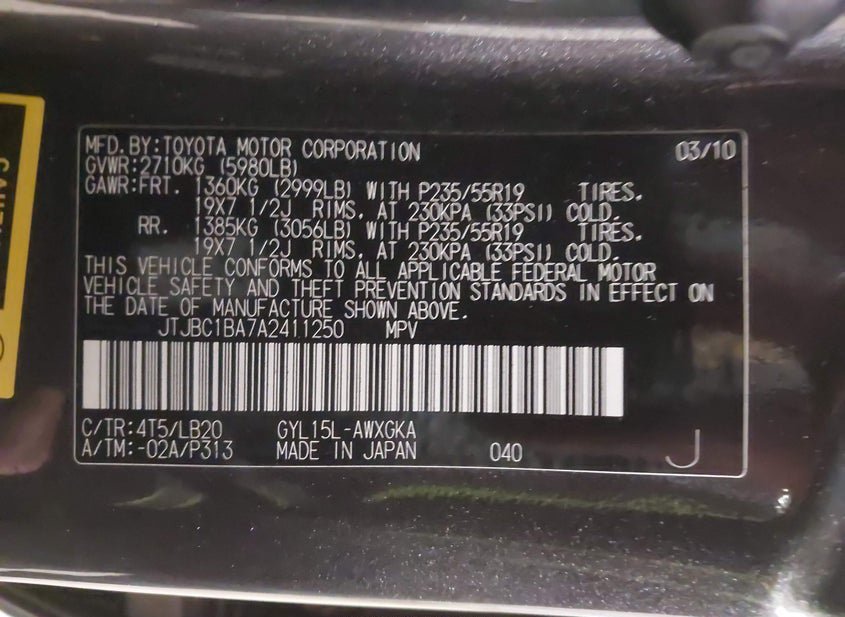 MFD. BY: TOYOTA MOTOR CORPORATION 03/10
GVWR: 2710KG (5980LB)
GAWR: FRT. 1360KG (2999LB) WITH P235/55R19 TIRES.
19X7 1/2J RIMS, AT 230KPA (33PSI) COLD.
RR. 1385KG (3056LB) WITH P235/55R19 TIRES.
19X7 1/2J RIMS, AT 230KPA (33PSI) COLD.
THIS VEHICLE CONFORMS TO ALL APPLICABLE FEDERAL MOTOR
VEHICLE SAFETY AND THEFT PREVENTION STANDARDS IN EFFECT ON
THE DATE OF MANUFACTURE SHOWN ABOVE.
JTJBC1BA7A2411250 MPV
C/TR: 4T5/LB20 GYL15L-AWXGKA
A/TM: -02A/P313 MADE IN JAPAN 040 J